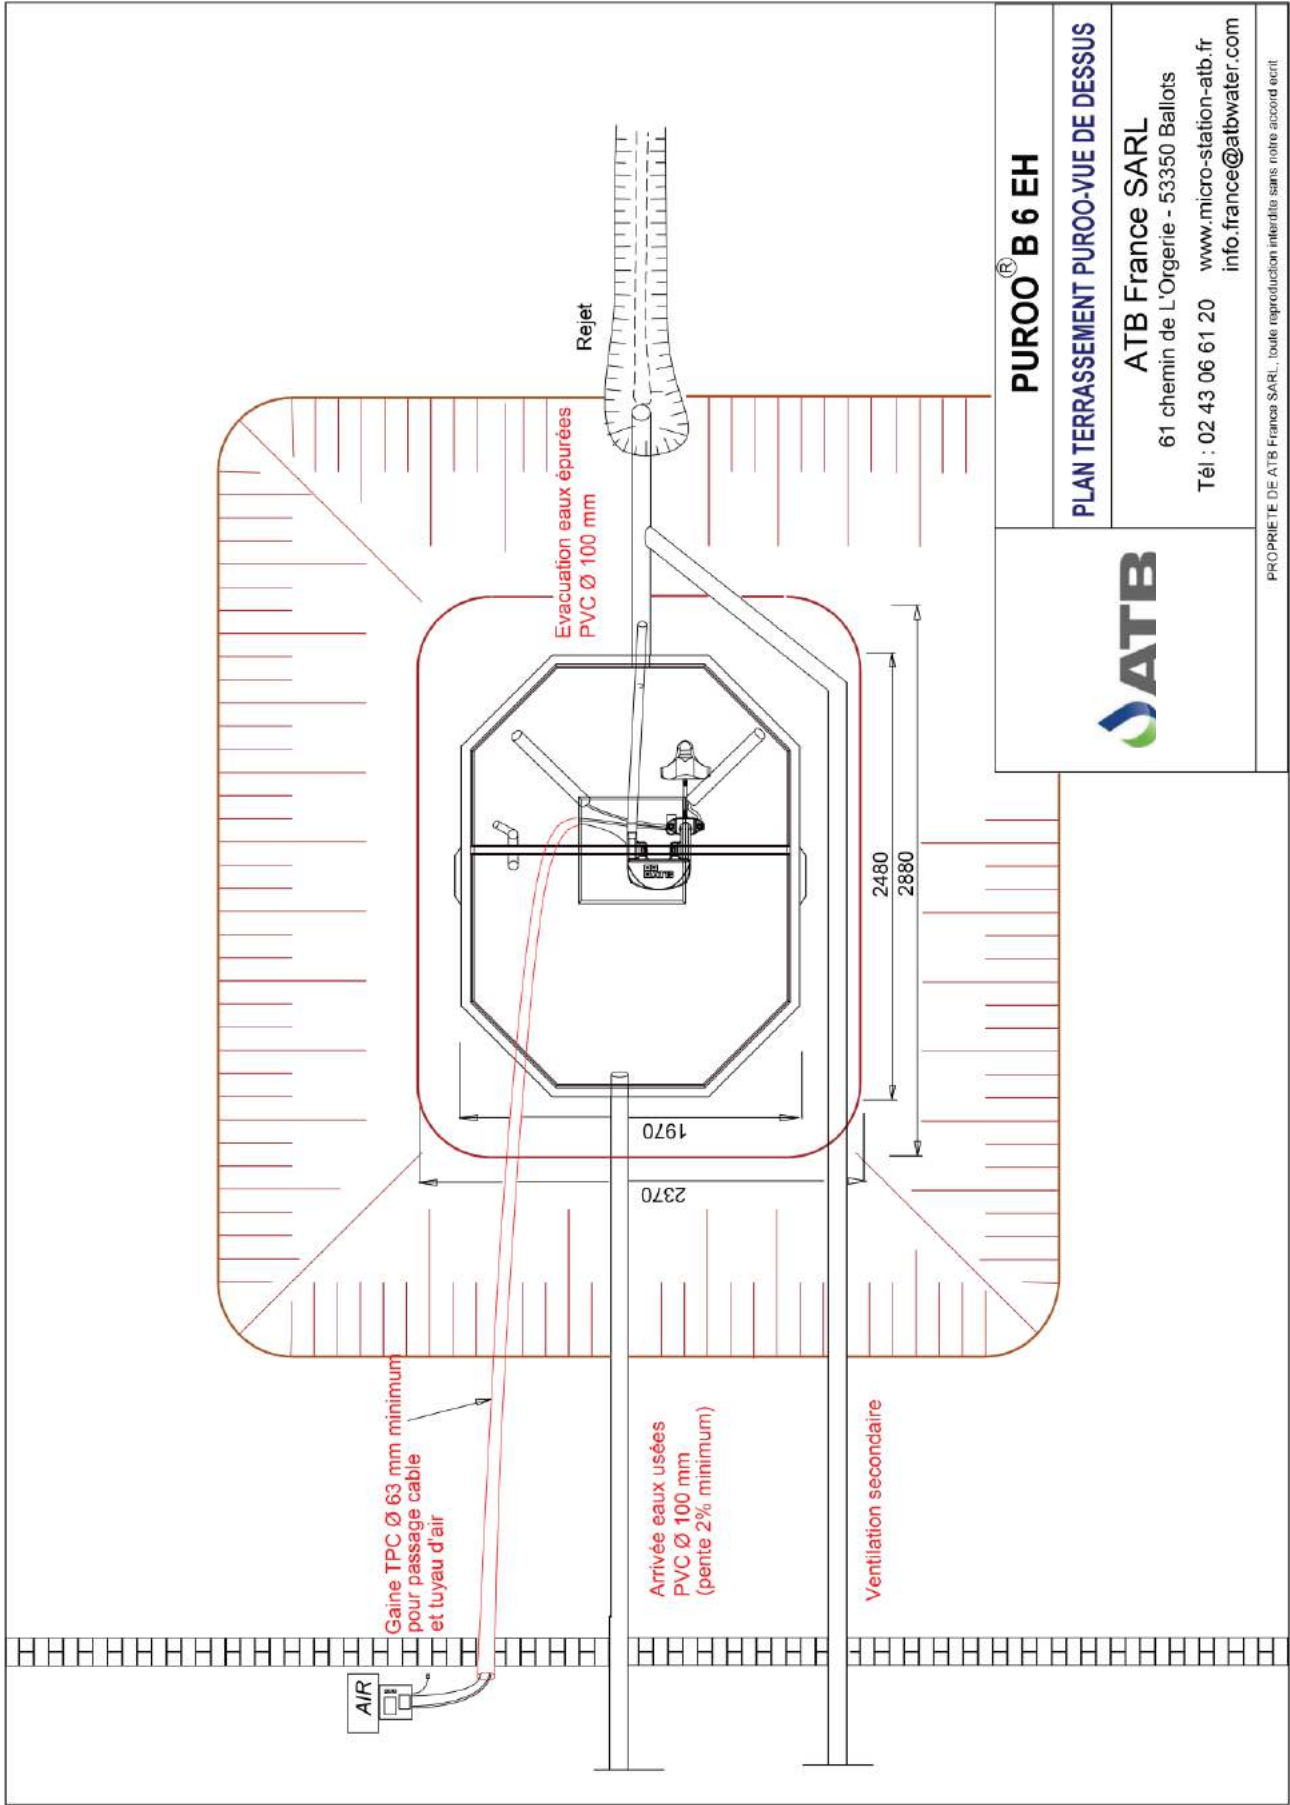 Gaine TPC Ø 63 mm minimum
pour passage cable
et tuyau d'air
AIR
Arrivée eaux usées
PVC Ø 100 mm
(pente 2% minimum)
Ventilation secondaire
Evacuation eaux épurées
PVC Ø 100 mm
Rejet
1970
2370
2480
2880
ATB
PUROO® B 6 EH
PLAN TERRASSEMENT PUROO-VUE DE DESSUS
ATB France SARL
61 chemin de L'Orgerie - 53350 Ballots
Tél : 02 43 06 61 20 www.micro-station-atb.fr
info.france@atbwater.com
PROPRIETE DE ATB France SARL, toute reproduction interdite sans notre accord ecrit